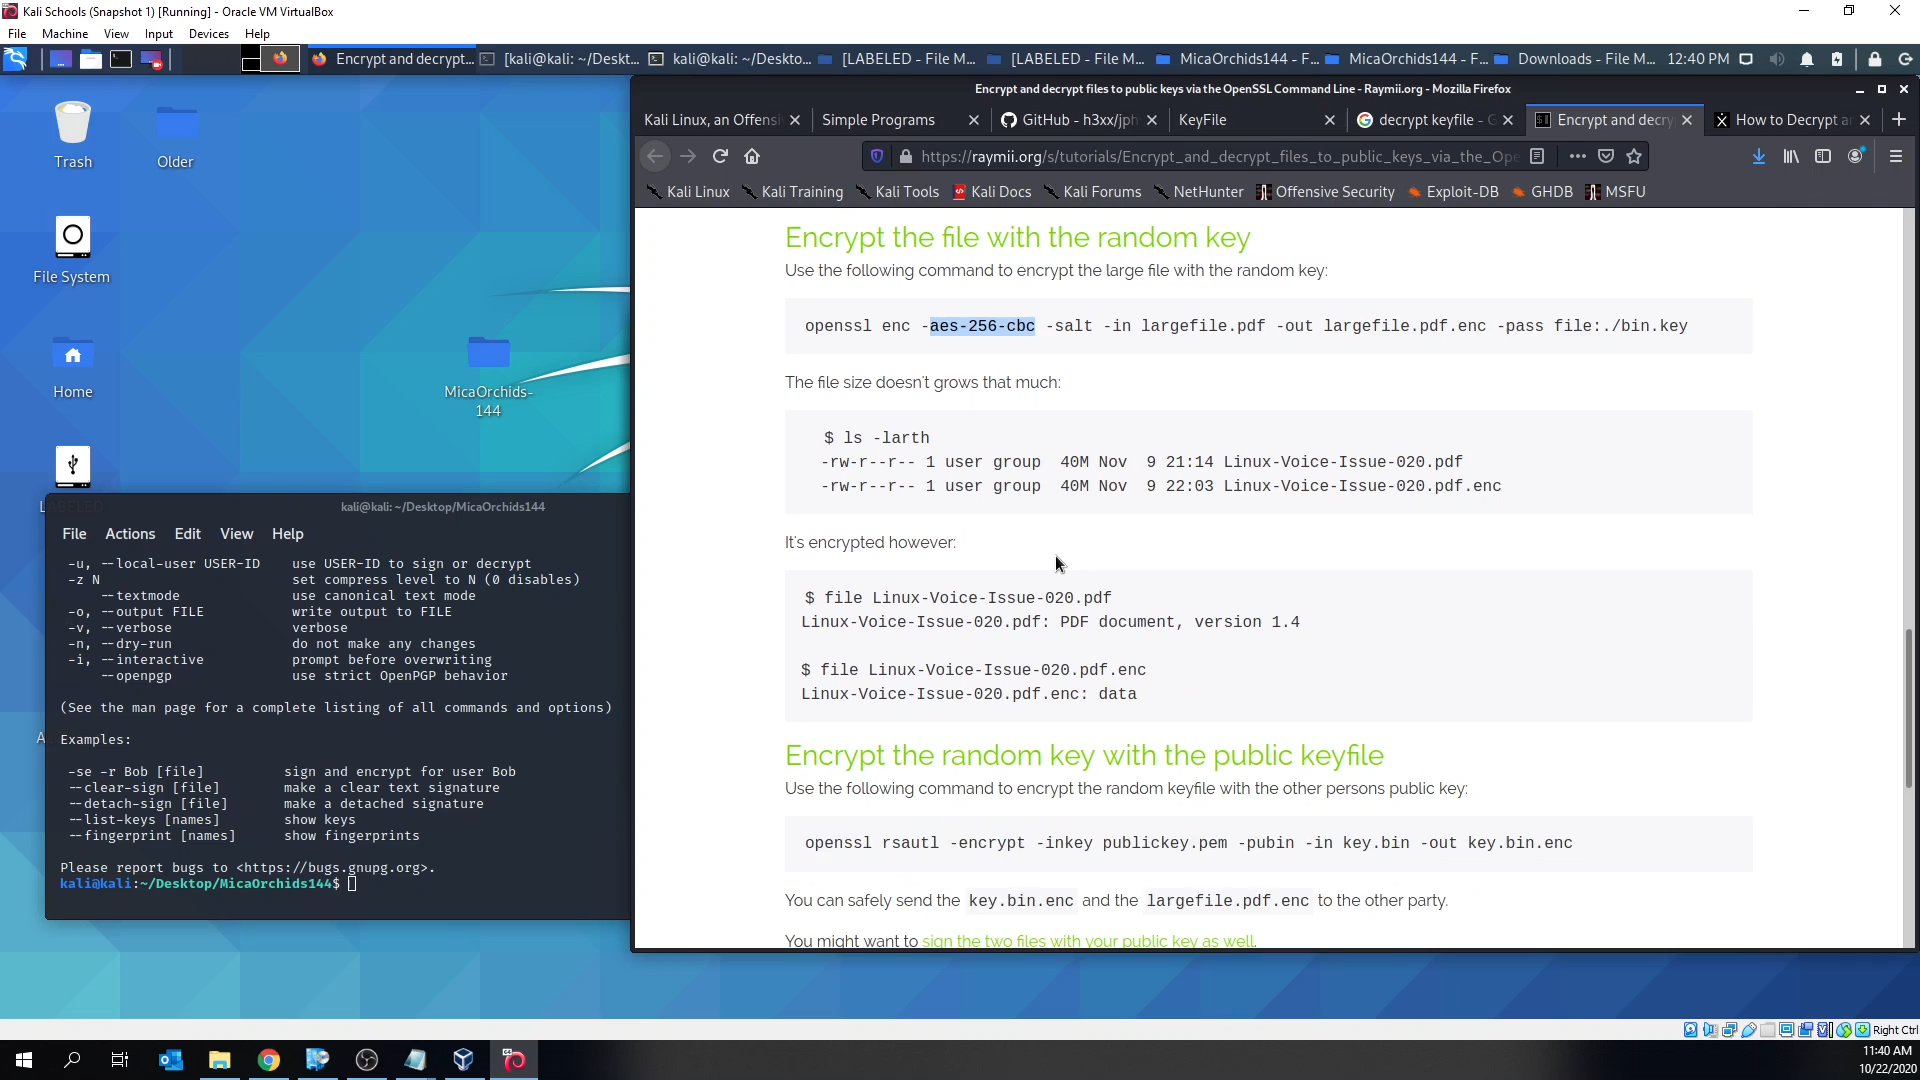 Kali Schools (Snapshot 1) [Running] - Oracle VM VirtualBox
File Machine View Input Devices Help
Encrypt and decrypt... [kali@kali: ~/Deskt... kali@kali: ~/Deskto... [LABELED - File M... [LABELED - File M... MicaOrchids144 - F... MicaOrchids144 - F... Downloads - File M... 12:40 PM
Trash
Older
File System
Home
MicaOrchids-
144
Encrypt and decrypt files to public keys via the OpenSSL Command Line - Raymii.org - Mozilla Firefox
Kali Linux, an Offensi Simple Programs GitHub - h3xx/jph KeyFile decrypt keyfile - G Encrypt and decry How to Decrypt a
https://raymii.org/s/tutorials/Encrypt_and_decrypt_files_to_public_keys_via_the_Ope
Kali Linux Kali Training Kali Tools Kali Docs Kali Forums NetHunter Offensive Security Exploit-DB GHDB MSFU
Encrypt the file with the random key
Use the following command to encrypt the large file with the random key:
openssl enc -aes-256-cbc -salt -in largefile.pdf -out largefile.pdf.enc -pass file:./bin.key
The file size doesn't grows that much:
$ ls -larth
-rw-r--r-- 1 user group  40M Nov  9 21:14 Linux-Voice-Issue-020.pdf
-rw-r--r-- 1 user group  40M Nov  9 22:03 Linux-Voice-Issue-020.pdf.enc
It's encrypted however:
$ file Linux-Voice-Issue-020.pdf
Linux-Voice-Issue-020.pdf: PDF document, version 1.4
$ file Linux-Voice-Issue-020.pdf.enc
Linux-Voice-Issue-020.pdf.enc: data
Encrypt the random key with the public keyfile
Use the following command to encrypt the random keyfile with the other persons public key:
openssl rsautl -encrypt -inkey publickey.pem -pubin -in key.bin -out key.bin.enc
You can safely send the key.bin.enc and the largefile.pdf.enc to the other party.
You might want to sign the two files with your public key as well.
kali@kali: ~/Desktop/MicaOrchids144
File Actions Edit View Help
-u, --local-user USER-ID use USER-ID to sign or decrypt
-z N set compress level to N (0 disables)
--textmode use canonical text mode
-o, --output FILE write output to FILE
-v, --verbose verbose
-n, --dry-run do not make any changes
-i, --interactive prompt before overwriting
--openpgp use strict OpenPGP behavior
(See the man page for a complete listing of all commands and options)
Examples:
-se -r Bob [file] sign and encrypt for user Bob
--clear-sign [file] make a clear text signature
--detach-sign [file] make a detached signature
--list-keys [names] show keys
--fingerprint [names] show fingerprints
Please report bugs to <https://bugs.gnupg.org>.
kali@kali:~/Desktop/MicaOrchids144$
Right Ctrl
11:40 AM
10/22/2020